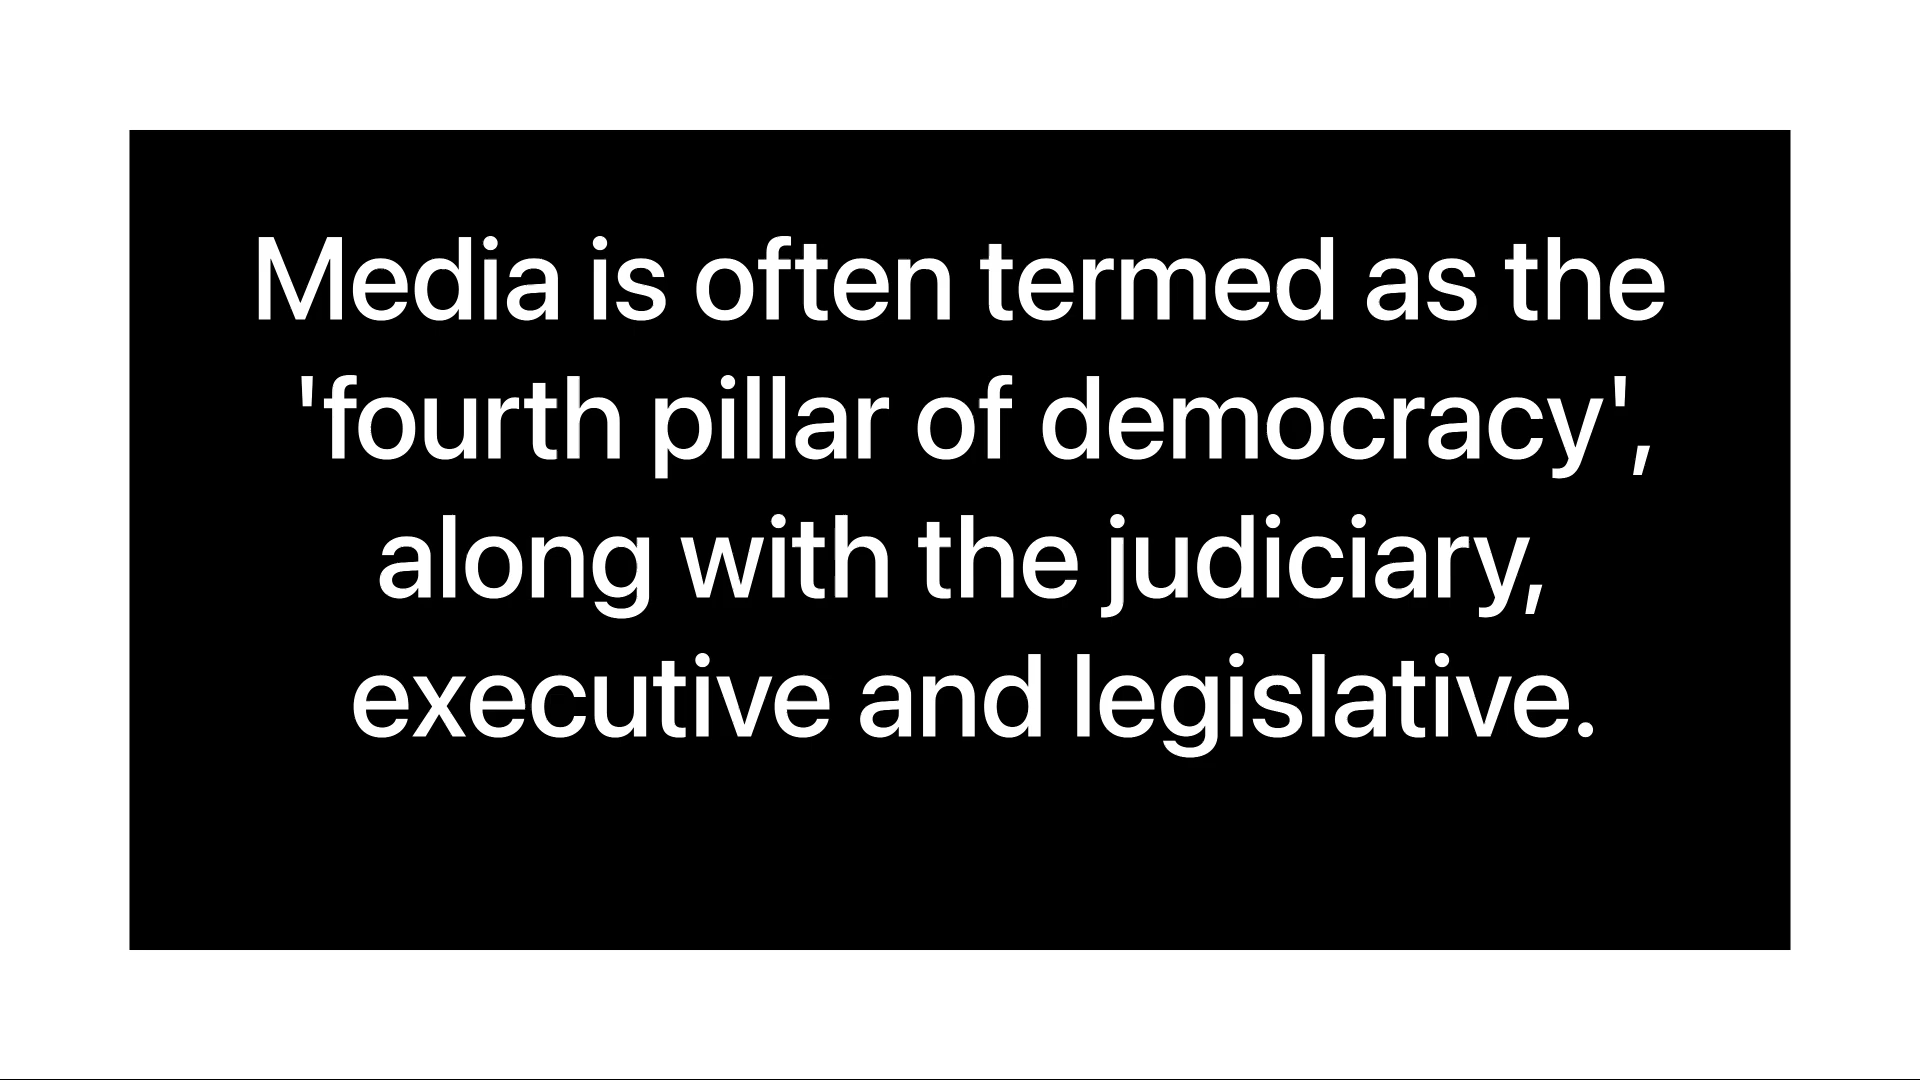 Media is often termed as the
'fourth pillar of democracy',
along with the judiciary,
executive and legislative.